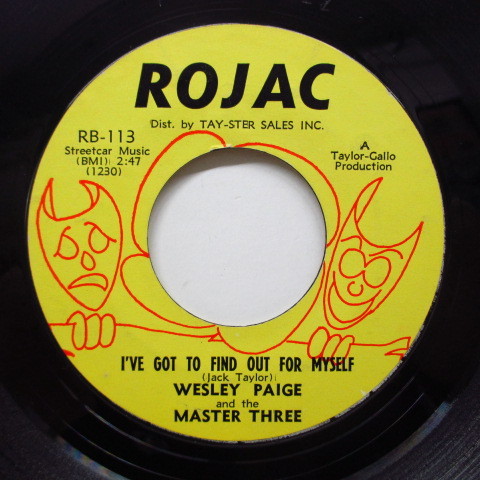 ROJAC
Dist. by TAY-STER SALES INC.
RB-113
Streetcar Music
(BMI) 2:47
(1230)
A
Taylor-Gallo
Production
I'VE GOT TO FIND OUT FOR MYSELF
(Jack Taylor)
WESLEY PAIGE
and the
MASTER THREE